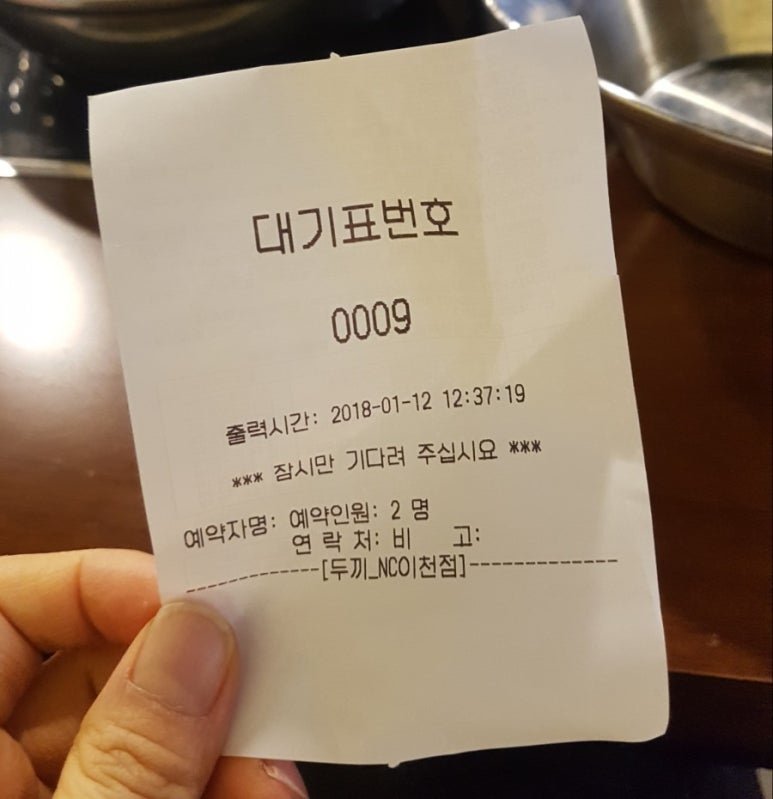 대기표번호
0009
출력시간: 2018-01-12 12:37:19
*** 잠시만 기다려 주십시요 ***
예약자명: 예약인원: 2 명
연 락 처: 비 고:
-------------[두끼_NC이천점]--------------